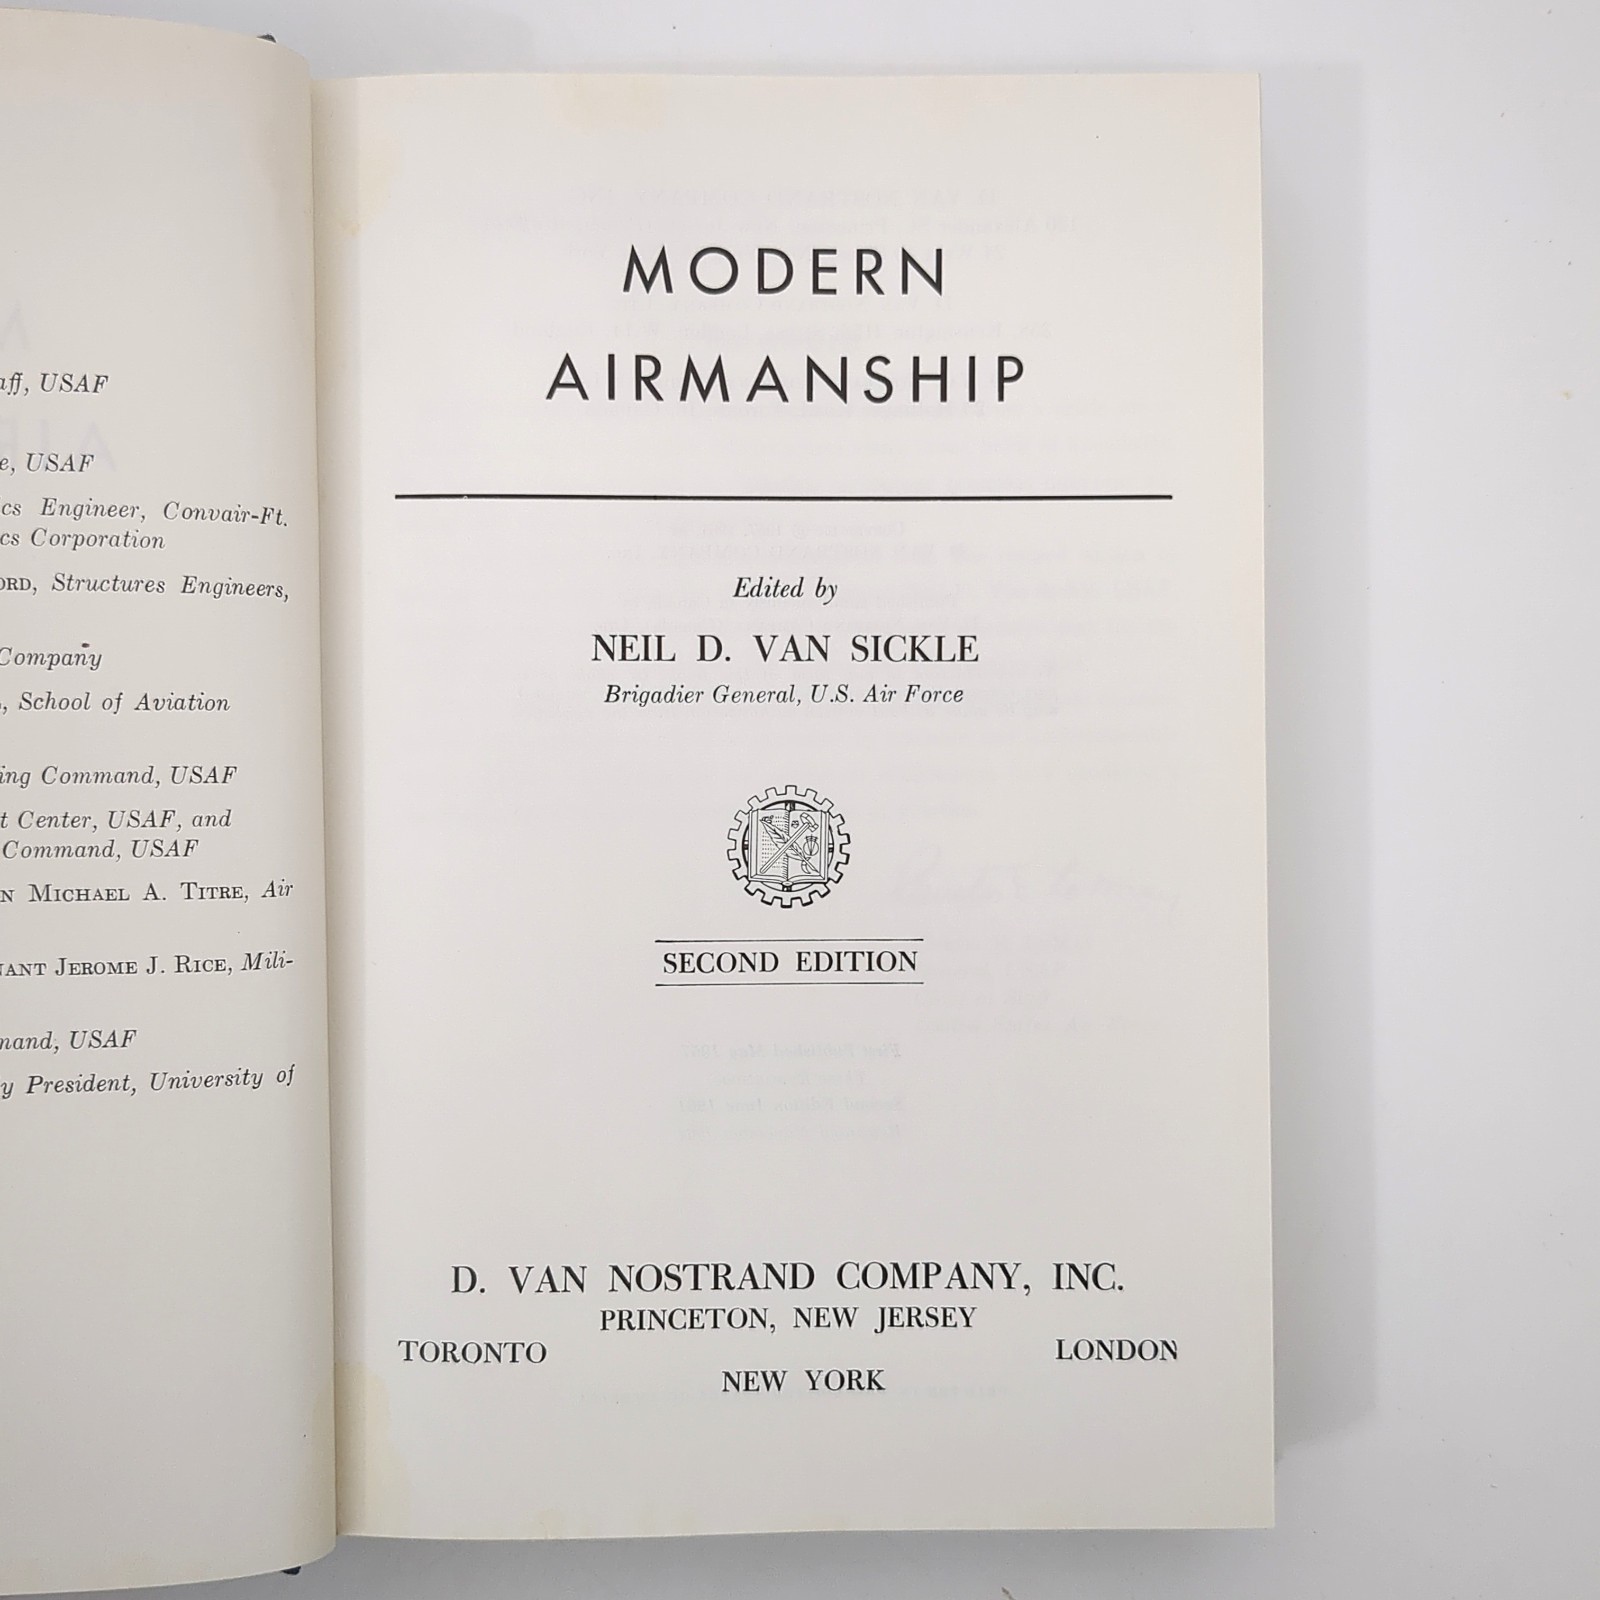 aff, USAF
e, USAF
cs Engineer, Convair-Ft.
cs Corporation
ORD, Structures Engineers,
Company
, School of Aviation
ing Command, USAF
t Center, USAF, and
Command, USAF
N MICHAEL A. TITRE, Air
NANT JEROME J. RICE, Mili-
mand, USAF
y President, University of
MODERN
AIRMANSHIP
Edited by
NEIL D. VAN SICKLE
Brigadier General, U.S. Air Force
SECOND EDITION
D. VAN NOSTRAND COMPANY, INC.
PRINCETON, NEW JERSEY
TORONTO LONDON
NEW YORK